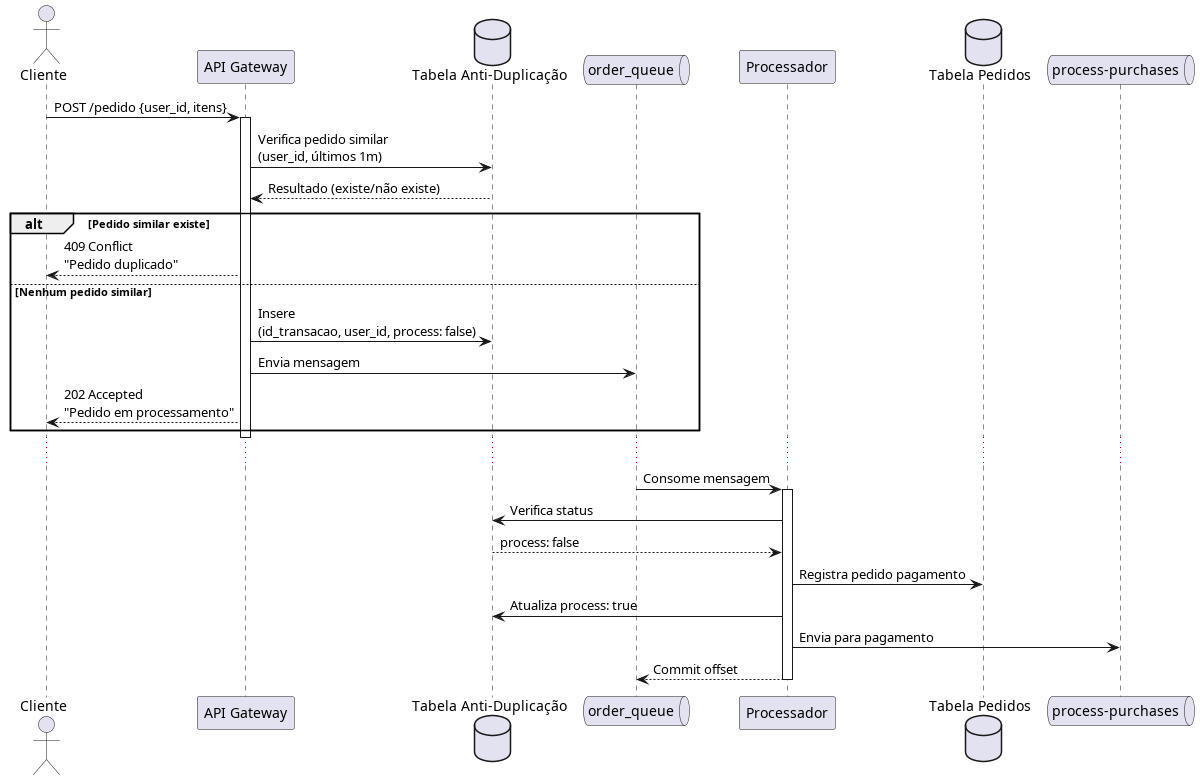 Cliente
API Gateway
Tabela Anti-Duplicação
order_queue
Processador
Tabela Pedidos
process-purchases
POST /pedido {user_id, itens}
Verifica pedido similar
(user_id, últimos 1m)
Resultado (existe/não existe)
alt
[Pedido similar existe]
409 Conflict
"Pedido duplicado"
[Nenhum pedido similar]
Insere
(id_transacao, user_id, process: false)
Envia mensagem
202 Accepted
"Pedido em processamento"
Consome mensagem
Verifica status
process: false
Registra pedido pagamento
Atualiza process: true
Envia para pagamento
Commit offset
Cliente
API Gateway
Tabela Anti-Duplicação
order_queue
Processador
Tabela Pedidos
process-purchases